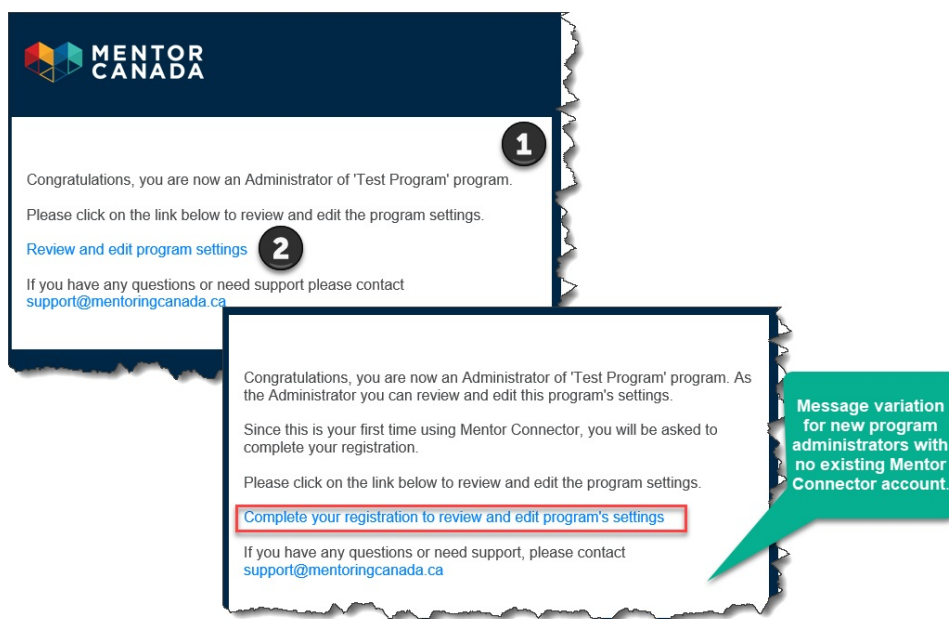 MENTOR
CANADA
1
Congratulations, you are now an Administrator of 'Test Program' program.
Please click on the link below to review and edit the program settings.
Review and edit program settings 2
If you have any questions or need support please contact
support@mentoringcanada.ca
Congratulations, you are now an Administrator of 'Test Program' program. As
the Administrator you can review and edit this program's settings.
Since this is your first time using Mentor Connector, you will be asked to
complete your registration.
Please click on the link below to review and edit the program settings.
Complete your registration to review and edit program's settings
If you have any questions or need support, please contact
support@mentoringcanada.ca
Message variation
for new program
administrators with
no existing Mentor
Connector account.